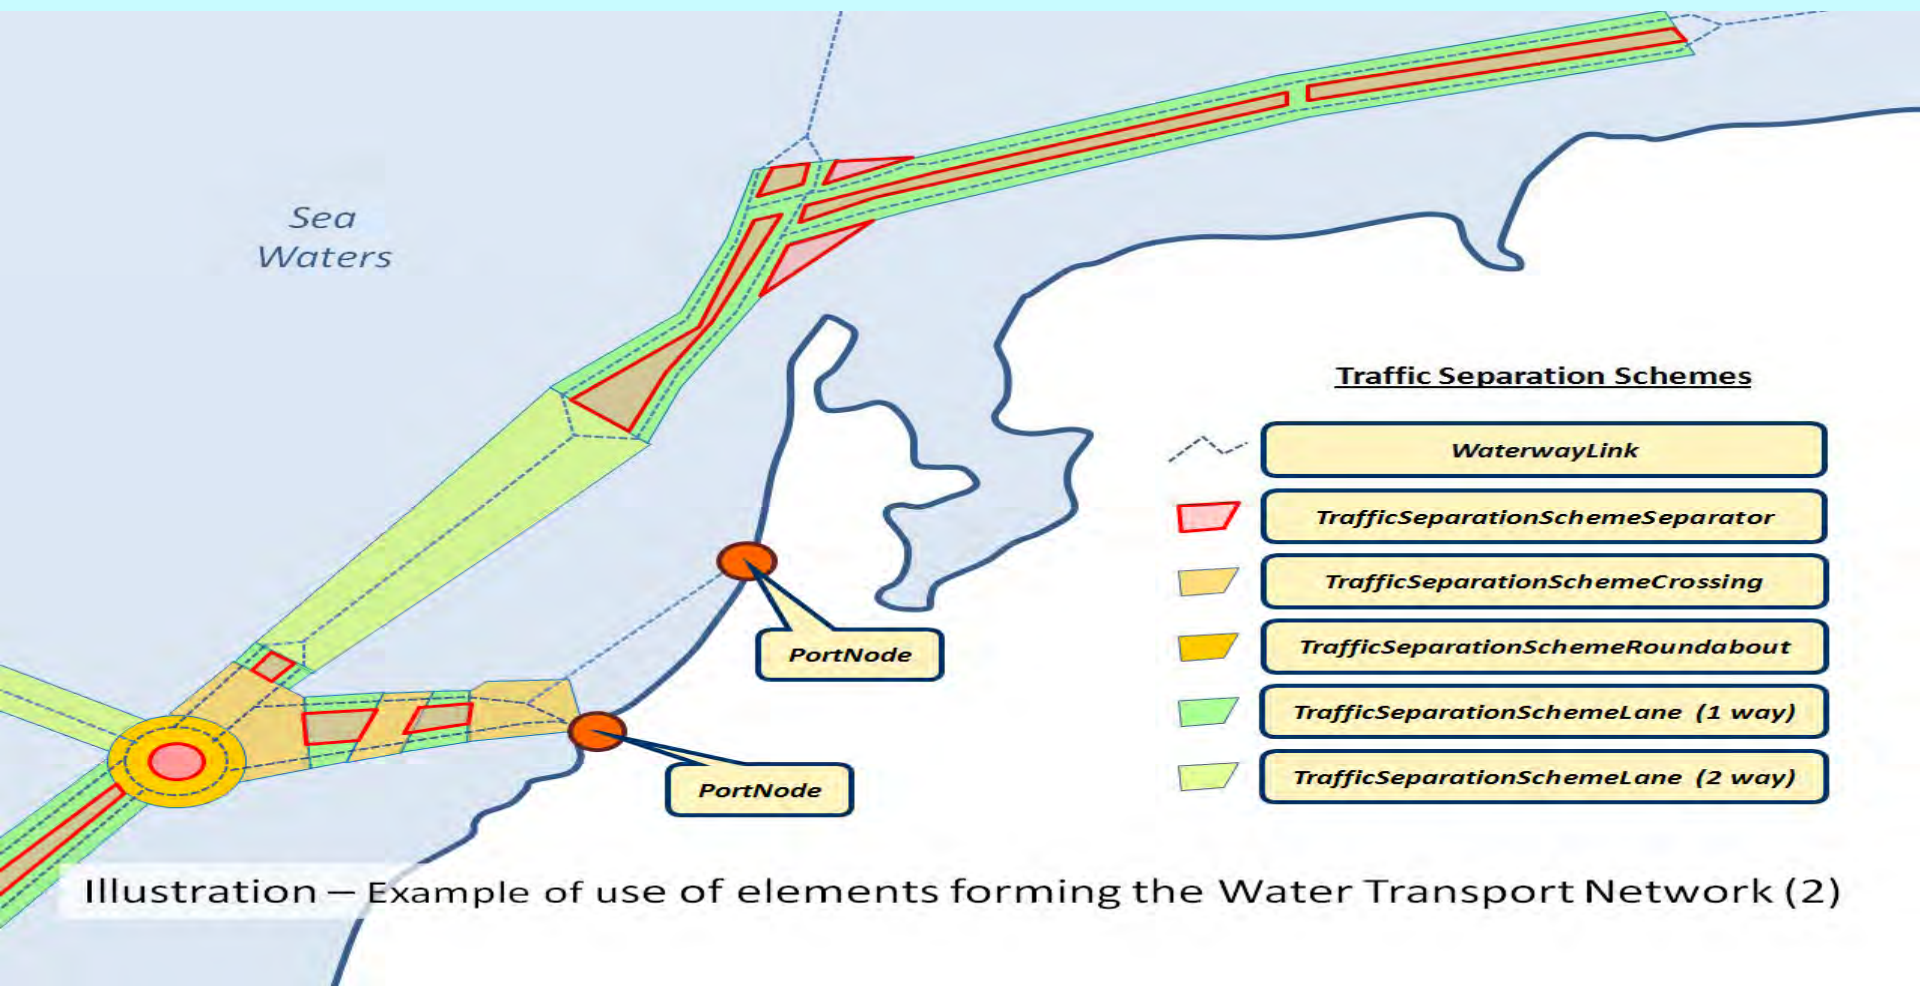 Sea
Waters
Traffic Separation Schemes
WaterwayLink
TrafficSeparationSchemeSeparator
TrafficSeparationSchemeCrossing
TrafficSeparationSchemeRoundabout
TrafficSeparationSchemeLane (1 way)
TrafficSeparationSchemeLane (2 way)
PortNode
PortNode
Illustration – Example of use of elements forming the Water Transport Network (2)